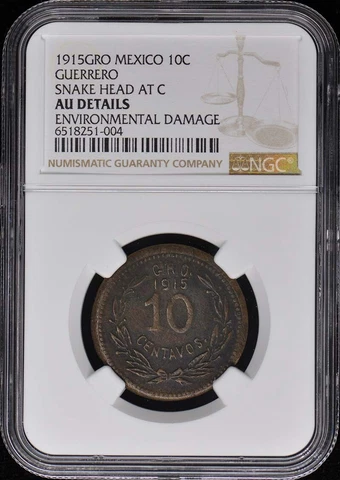 1915GRO MEXICO 10C
GUERRERO
SNAKE HEAD AT C
AU DETAILS
ENVIRONMENTAL DAMAGE
6518251-004
NUMISMATIC GUARANTY COMPANY
NGC
G.R.O.
1915
10
CENTAVOS.